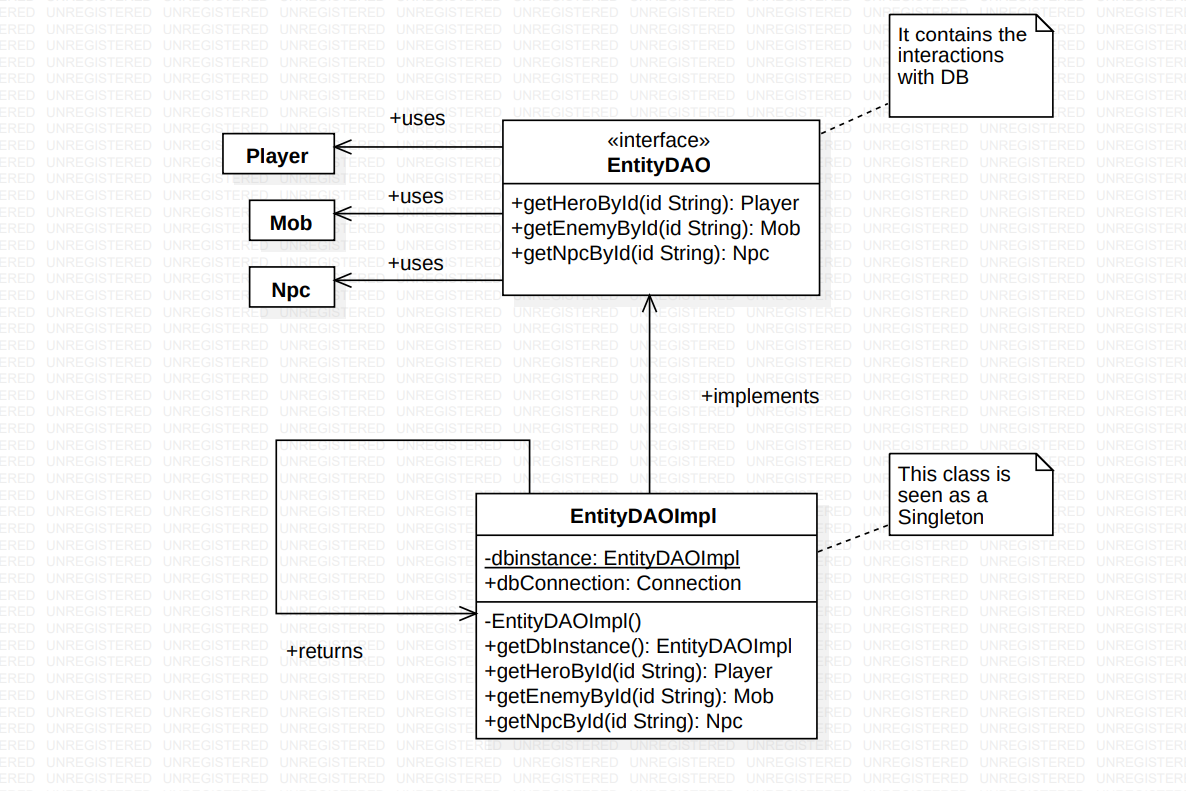 It contains the
interactions
with DB
+uses
Player
+uses
Mob
+uses
Npc
«interface»
EntityDAO
+getHeroById(id String): Player
+getEnemyById(id String): Mob
+getNpcById(id String): Npc
+implements
This class is
seen as a
Singleton
EntityDAOImpl
-dbinstance: EntityDAOImpl
+dbConnection: Connection
-EntityDAOImpl()
+getDbInstance(): EntityDAOImpl
+getHeroById(id String): Player
+getEnemyById(id String): Mob
+getNpcById(id String): Npc
+returns
UNREGISTERED